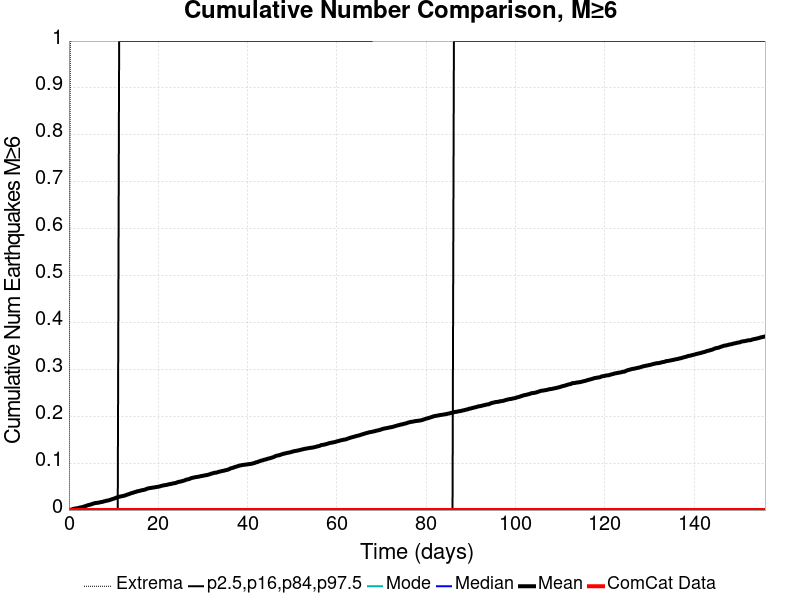 Cumulative Number Comparison, M≥6
Cumulative Num Earthquakes M≥6
1
0.9
0.8
0.7
0.6
0.5
0.4
0.3
0.2
0.1
0
0 20 40 60 80 100 120 140
Time (days)
Extrema p2.5,p16,p84,p97.5 Mode Median Mean ComCat Data